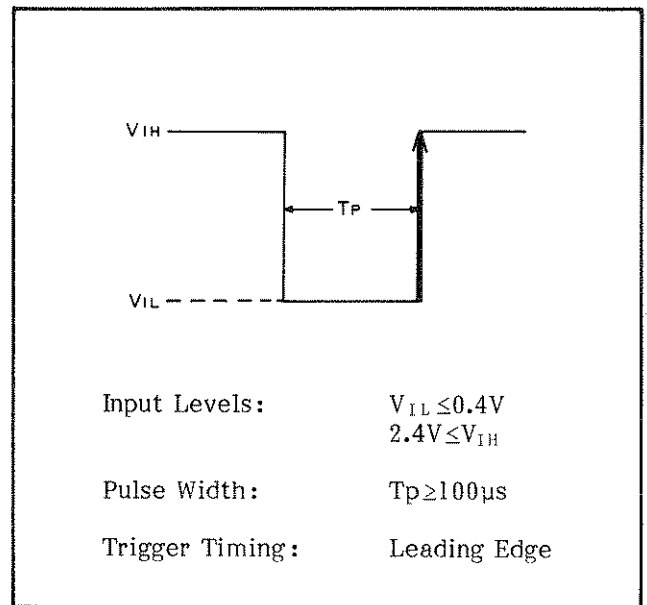 VIH
TP
VIL
Input Levels: VIL≤0.4V
2.4V≤VIH
Pulse Width: Tp≥100μs
Trigger Timing: Leading Edge